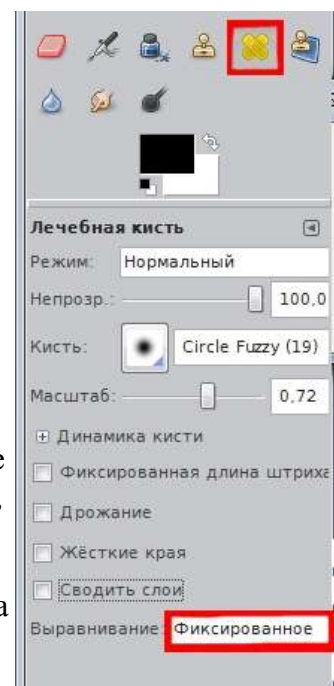 Лечебная кисть
Режим: Нормальный
Непрозр.: 100,0
Кисть: Circle Fuzzy (19)
Масштаб: 0,72
Динамика кисти
е
Фиксированная длина штриха
,
Дрожание
Жёсткие края
Сводить слои
а
Выравнивание: Фиксированное